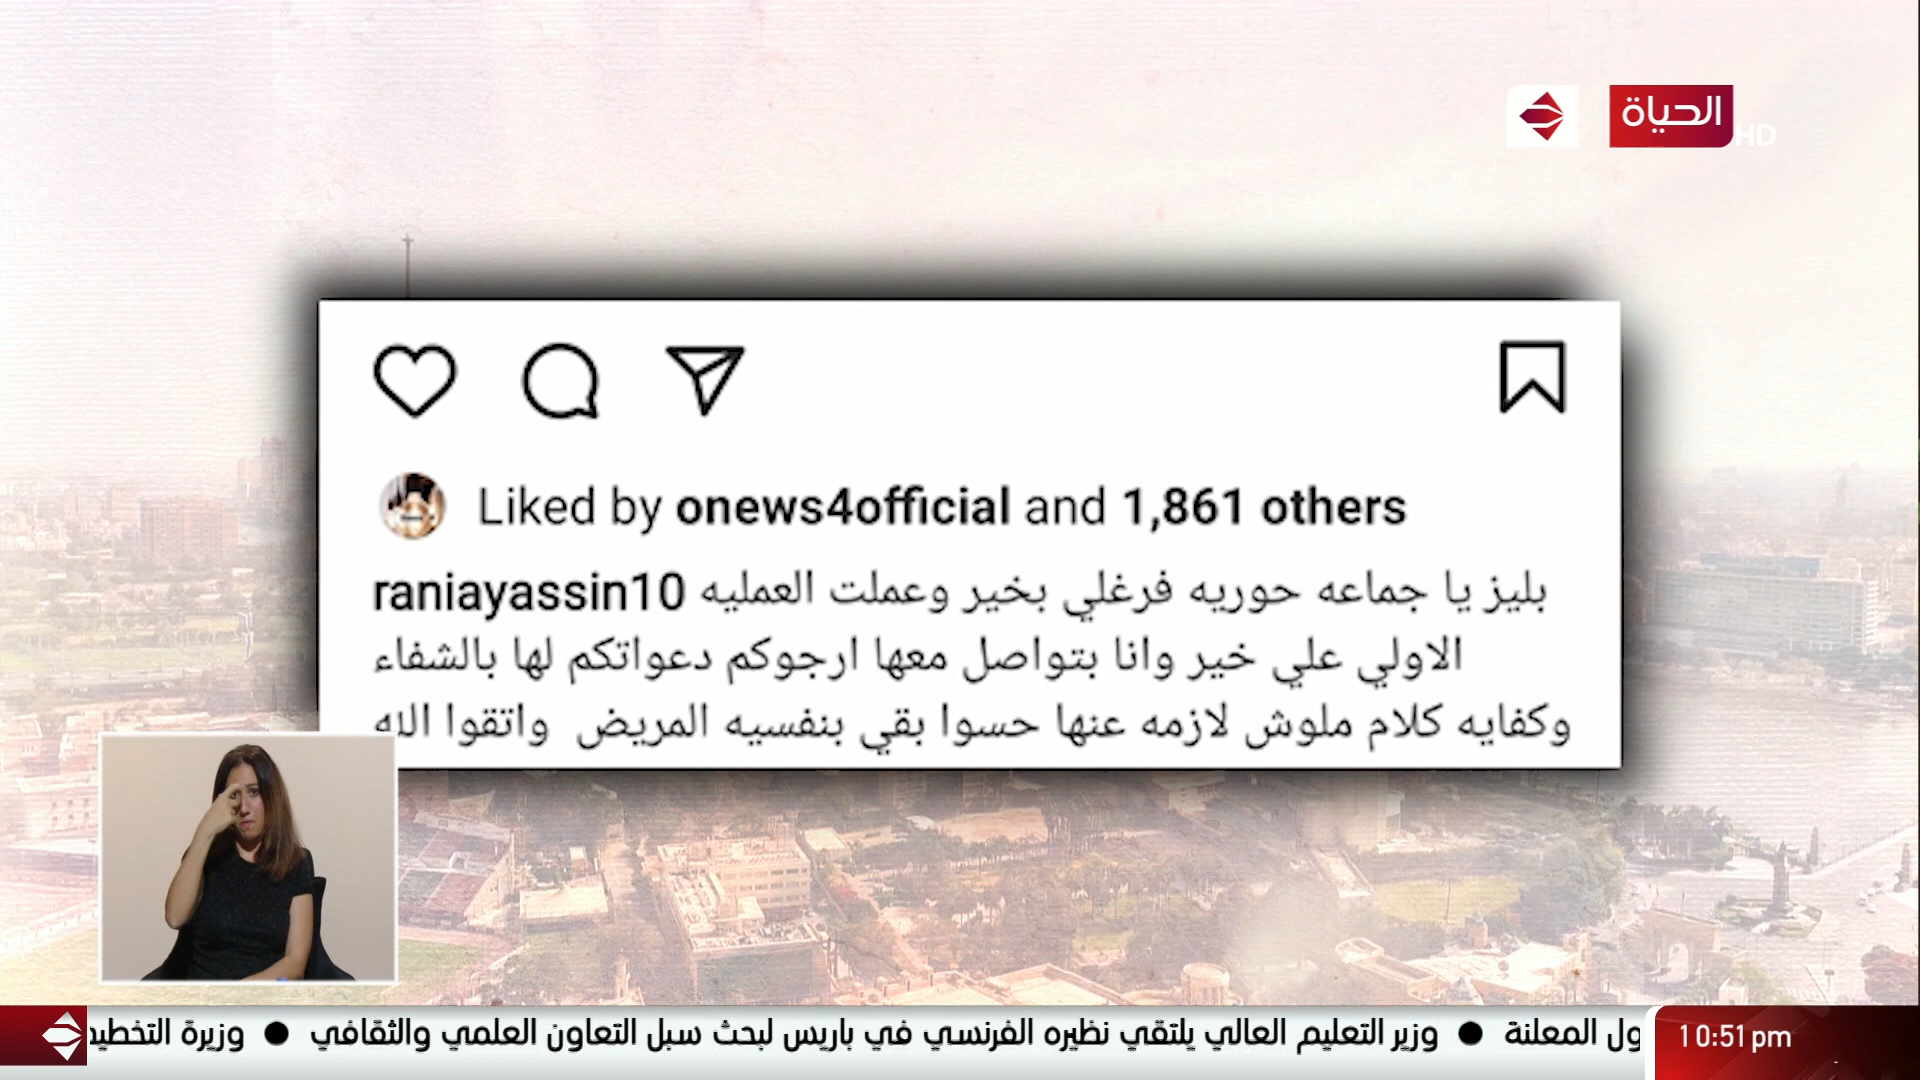 الحياة
HD
Liked by onews4official and 1,861 others
raniayassin10 بليز يا جماعه حوريه فرغلي بخير وعملت العمليه
الاولي علي خير وانا بتواصل معها ارجوكم دعواتكم لها بالشفاء
وكفايه كلام ملوش لازمه عنها حسوا بقي بنفسيه المريض واتقوا الله
ول المعلنة ● وزير التعليم العالي يلتقي نظيره الفرنسي في باريس لبحث سبل التعاون العلمي والثقافي ● وزيرة التخطيط
10:51 pm